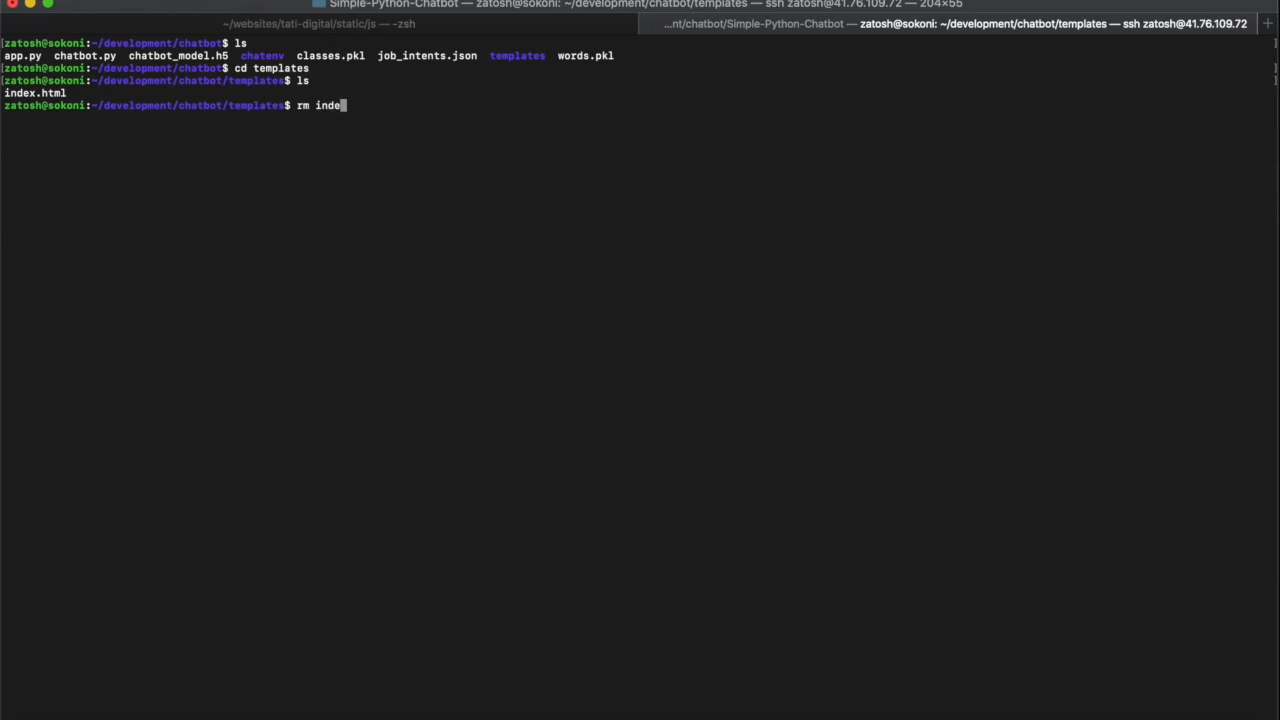 Simple-Python-Chatbot — zatosh@sokoni: ~/development/chatbot/templates — ssh zatosh@41.76.109.72 — 204×55
~/websites/tati-digital/static/js — -zsh
...nt/chatbot/Simple-Python-Chatbot — zatosh@sokoni: ~/development/chatbot/templates — ssh zatosh@41.76.109.72 +
[zatosh@sokoni:~/development/chatbot$ ls ]
app.py chatbot.py chatbot_model.h5 chatenv classes.pkl job_intents.json templates words.pkl
[zatosh@sokoni:~/development/chatbot$ cd templates ]
[zatosh@sokoni:~/development/chatbot/templates$ ls ]
index.html
zatosh@sokoni:~/development/chatbot/templates$ rm inde